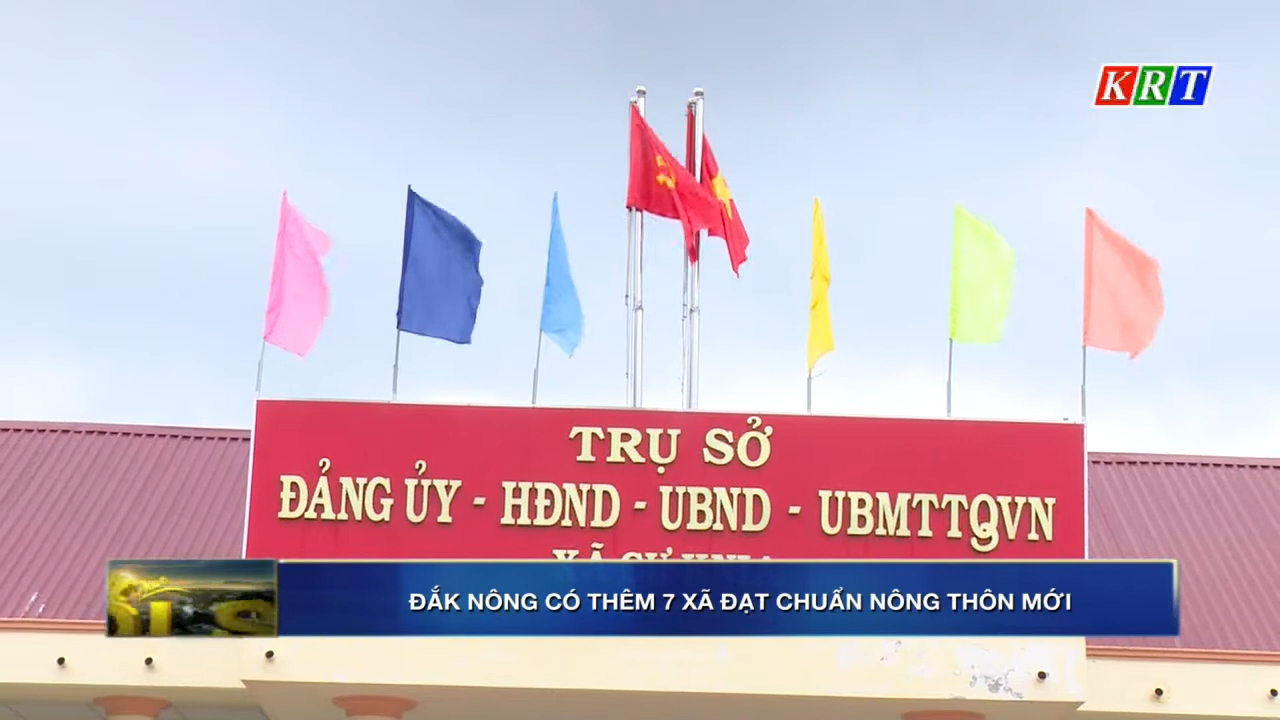 KRT
TRỤ SỞ
ĐẢNG ỦY - HĐND - UBND - UBMTTQVN
XÃ
ĐẮK NÔNG CÓ THÊM 7 XÃ ĐẠT CHUẨN NÔNG THÔN MỚI